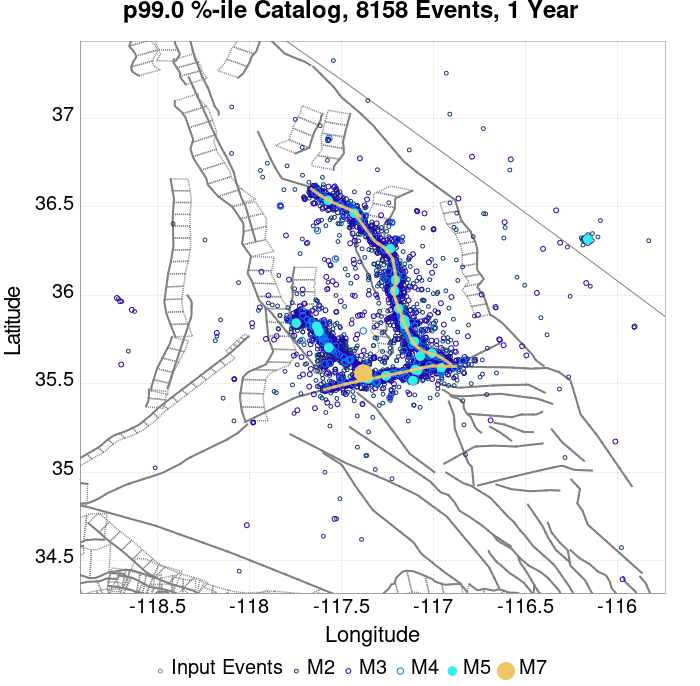 p99.0 %-ile Catalog, 8158 Events, 1 Year
37
36.5
36
35.5
35
34.5
Latitude
-118.5 -118 -117.5 -117 -116.5 -116
Longitude
Input Events M2 M3 M4 M5 M7